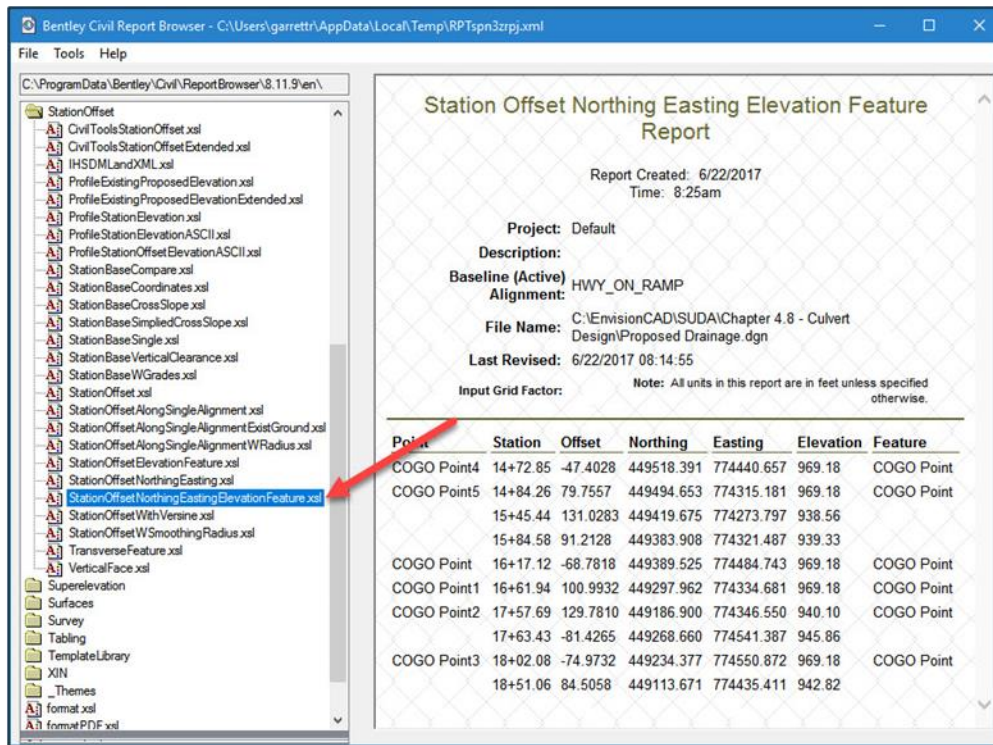 Bentley Civil Report Browser - C:\Users\garrettr\AppData\Local\Temp\RPTspn3zrpj.xml
File Tools Help
C:\ProgramData\Bentley\Civil\ReportBrowser\8.11.9\en\
StationOffset
CivilToolsStationOffset.xsl
CivilToolsStationOffsetExtended.xsl
IHSDMLandXML.xsl
ProfileExistingProposedElevation.xsl
ProfileExistingProposedElevationExtended.xsl
ProfileStationElevation.xsl
ProfileStationElevationASCII.xsl
ProfileStationOffsetElevationASCII.xsl
StationBaseCompare.xsl
StationBaseCoordinates.xsl
StationBaseCrossSlope.xsl
StationBaseSimpliedCrossSlope.xsl
StationBaseSingle.xsl
StationBaseVerticalClearance.xsl
StationBaseWGrades.xsl
StationOffset.xsl
StationOffsetAlongSingleAlignment.xsl
StationOffsetAlongSingleAlignmentExistGround.xsl
StationOffsetAlongSingleAlignmentWRadius.xsl
StationOffsetElevationFeature.xsl
StationOffsetNorthingEasting.xsl
StationOffsetNorthingEastingElevationFeature.xsl
StationOffsetWithVersine.xsl
StationOffsetWSmoothingRadius.xsl
TransverseFeature.xsl
VerticalFace.xsl
Superelevation
Surfaces
Survey
Tabling
TemplateLibrary
XIN
_Themes
format.xsl
formatPDF.xsl
Station Offset Northing Easting Elevation Feature
Report
Report Created: 6/22/2017
Time: 8:25am
Project: Default
Description:
Baseline (Active)
Alignment: HWY_ON_RAMP
File Name: C:\EnvisionCAD\SUDA\Chapter 4.8 - Culvert
Design\Proposed Drainage.dgn
Last Revised: 6/22/2017 08:14:55
Input Grid Factor: Note: All units in this report are in feet unless specified
otherwise.
Point Station Offset Northing Easting Elevation Feature
COGO Point4 14+72.85 -47.4028 449518.391 774440.657 969.18 COGO Point
COGO Point5 14+84.26 79.7557 449494.653 774315.181 969.18 COGO Point
15+45.44 131.0283 449419.675 774273.797 938.56
15+84.58 91.2128 449383.908 774321.487 939.33
COGO Point 16+17.12 -68.7818 449389.525 774484.743 969.18 COGO Point
COGO Point1 16+61.94 100.9932 449297.962 774334.681 969.18 COGO Point
COGO Point2 17+57.69 129.7810 449186.900 774346.550 940.10 COGO Point
17+63.43 -81.4265 449268.660 774541.387 945.86
COGO Point3 18+02.08 -74.9732 449234.377 774550.872 969.18 COGO Point
18+51.06 84.5058 449113.671 774435.411 942.82